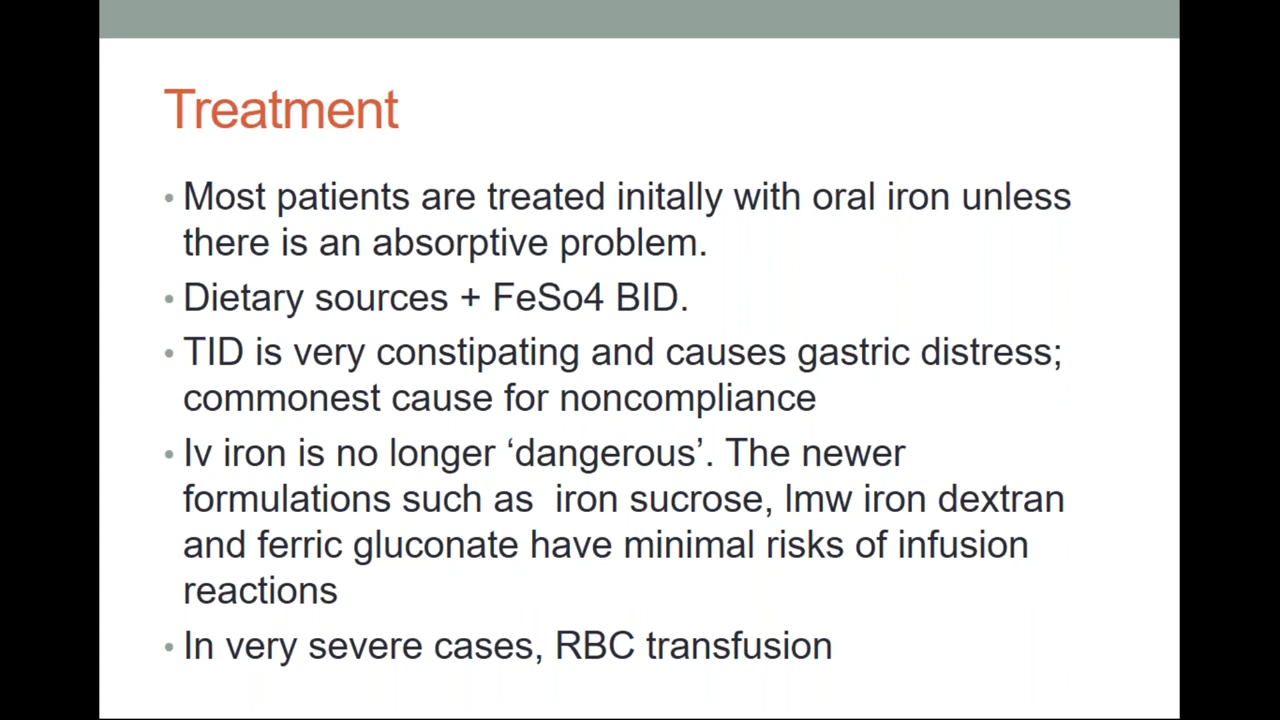 Treatment
• Most patients are treated initally with oral iron unless
there is an absorptive problem.
• Dietary sources + FeSo4 BID.
• TID is very constipating and causes gastric distress;
commonest cause for noncompliance
• Iv iron is no longer ‘dangerous’. The newer
formulations such as  iron sucrose, lmw iron dextran
and ferric gluconate have minimal risks of infusion
reactions
• In very severe cases, RBC transfusion